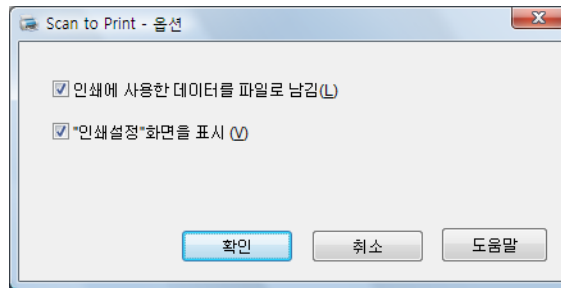 Scan to Print - 옵션
인쇄에 사용한 데이터를 파일로 남김(L)
"인쇄설정"화면을 표시 (V)
확인 취소 도움말